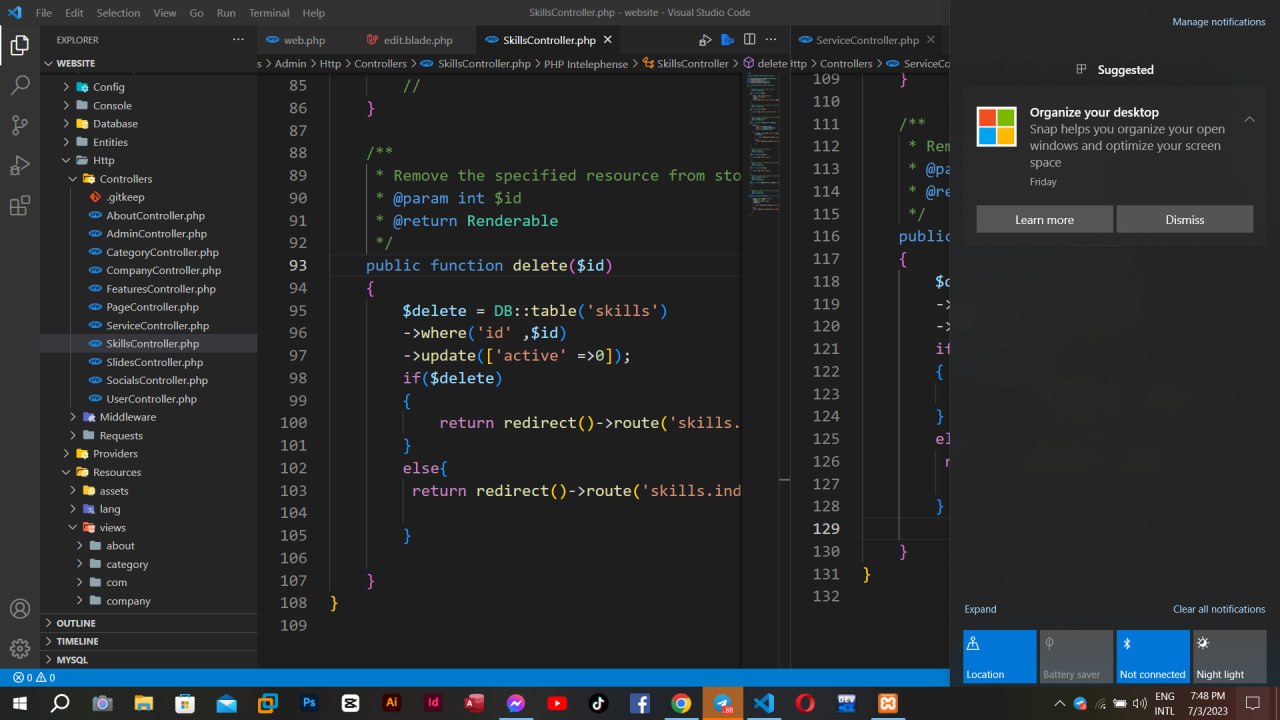 File Edit Selection View Go Run Terminal Help
SkillsController.php - website - Visual Studio Code
EXPLORER
WEBSITE
Config
Console
Database
Entities
Http
Controllers
.gitkeep
AboutController.php
AdminController.php
CategoryController.php
CompanyController.php
FeaturesController.php
PageController.php
ServiceController.php
SkillsController.php
SlidesController.php
SocialsController.php
UserController.php
Middleware
Requests
Providers
Resources
assets
lang
views
about
category
com
company
OUTLINE
TIMELINE
MYSQL
0 0
web.php edit.blade.php SkillsController.php
s > Admin > Http > Controllers > SkillsController.php > PHP Intelephense > SkillsController > delete
85 //
86 }
87
88 /**
89 * Remove the specified resource from sto
90 * @param int $id
91 * @return Renderable
92 */
93 public function delete($id)
94 {
95 $delete = DB::table('skills')
96 ->where('id' ,$id)
97 ->update(['active' =>0]);
98 if($delete)
99 {
100 return redirect()->route('skills.
101 }
102 else{
103 return redirect()->route('skills.ind
104
105 }
106
107 }
108 }
109
ServiceController.php
Http > Controllers > ServiceCo
109 }
110
111 /**
112 * Rem
113 * @pa
114 * @re
115 */
116 public
117 {
118 $d
119 ->
120 ->
121 if
122 {
123
124 }
125 el
126 r
127
128 }
129
130 }
131 }
132
Manage notifications
Suggested
Organize your desktop
Snap helps you organize your open
windows and optimize your screen
space
Friday
Learn more Dismiss
Expand Clear all notifications
Location Battery saver Not connected Night light
Ps Ai Id A DEV .88
ENG
INTL
7:48 PM
7/3/2023